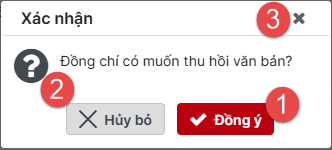 Xác nhận
3
Đồng chí có muốn thu hồi văn bản?
2
1
Hủy bỏ
Đồng ý